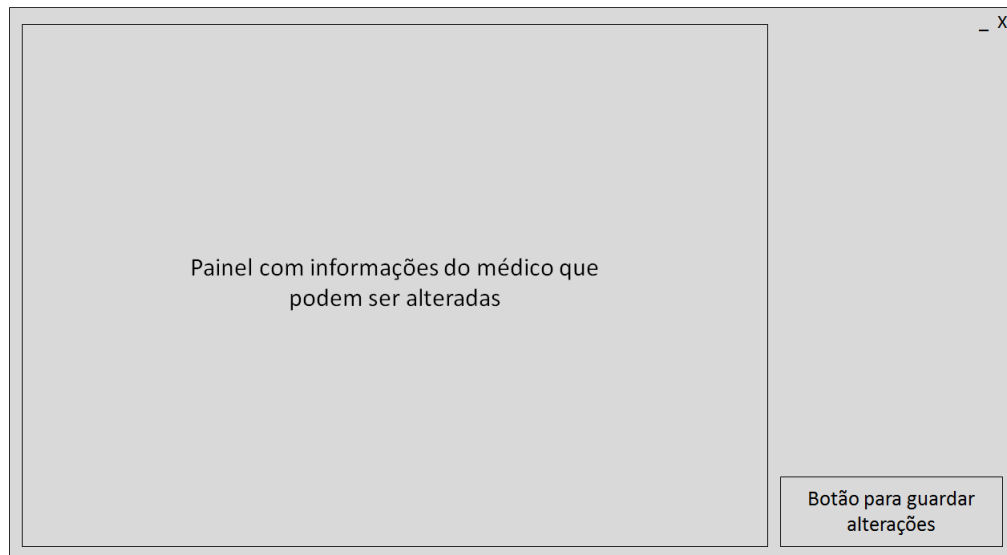 _ X
Painel com informações do médico que
podem ser alteradas
Botão para guardar
alterações